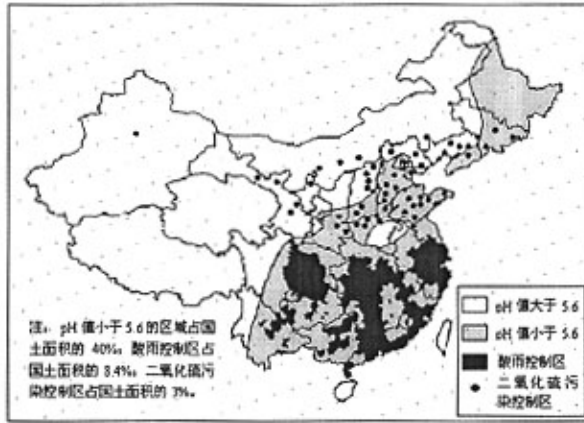 注: pH 值小于 5.6 的区域占国
土面积的 40%; 酸雨控制区占
国土面积的 8.4%; 二氧化硫污
染控制区占国土面积的 3%。
pH 值大于 5.6
pH 值小于 5.6
酸雨控制区
二氧化硫污
染控制区